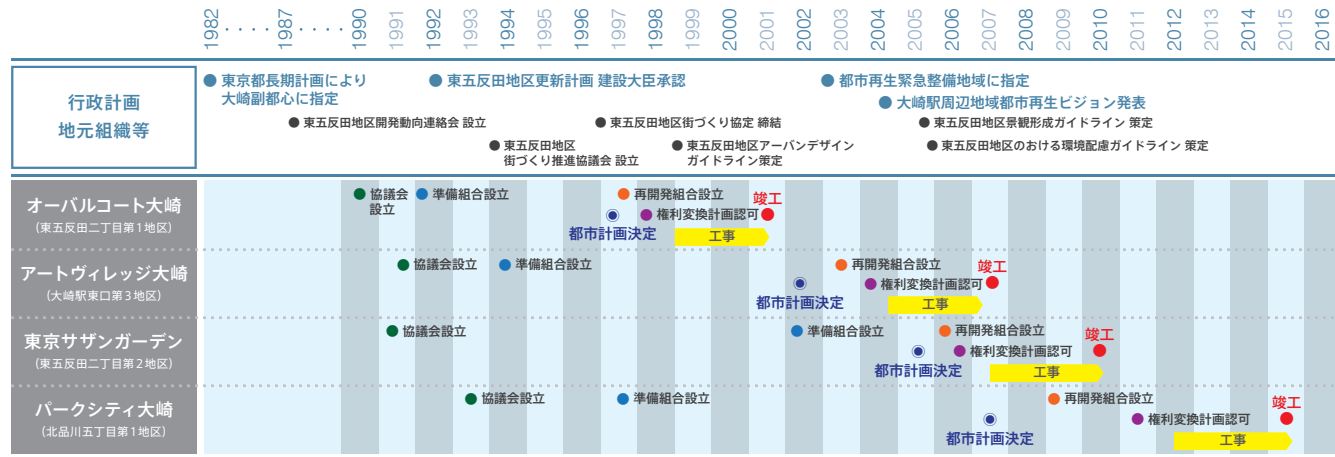 1982 ‥‥ 1987 ‥‥ 1990 1991 1992 1993 1994 1995 1996 1997 1998 1999 2000 2001 2002 2003 2004 2005 2006 2007 2008 2009 2010 2011 2012 2013 2014 2015 2016
行政計画
地元組織等
● 東京都長期計画により
大崎副都心に指定
● 東五反田地区更新計画 建設大臣承認
● 都市再生緊急整備地域に指定
● 大崎駅周辺地域都市再生ビジョン発表
● 東五反田地区開発動向連絡会 設立
● 東五反田地区街づくり協定 締結
● 東五反田地区景観形成ガイドライン 策定
● 東五反田地区
街づくり推進協議会 設立
● 東五反田地区アーバンデザイン
ガイドライン策定
● 東五反田地区のおける環境配慮ガイドライン 策定
オーバルコート大崎
(東五反田二丁目第1地区)
協議会
設立
準備組合設立
再開発組合設立
竣工
権利変換計画認可
都市計画決定
工事
アートヴィレッジ大崎
(大崎駅東口第3地区)
協議会設立
準備組合設立
再開発組合設立
竣工
権利変換計画認可
都市計画決定
工事
東京サザンガーデン
(東五反田二丁目第2地区)
協議会設立
準備組合設立
再開発組合設立
竣工
権利変換計画認可
都市計画決定
工事
パークシティ大崎
(北品川五丁目第1地区)
協議会設立
準備組合設立
再開発組合設立
竣工
権利変換計画認可
都市計画決定
工事